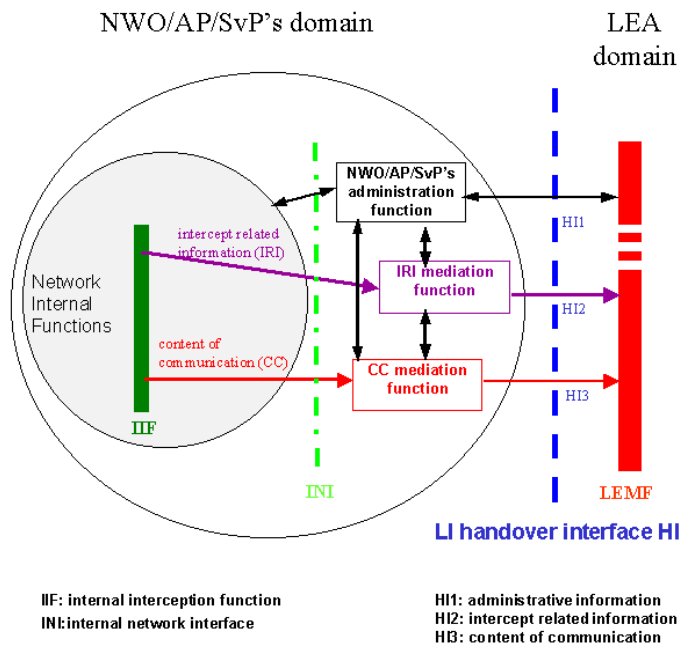 NWO/AP/SvP's domain
LEA
domain
NWO/AP/SvP's
administration
function
HI1
intercept related
information (IRI)
IRI mediation
function
HI2
Network
Internal
Functions
content of
communication (CC)
CC mediation
function
HI3
IIF
INI
LEMF
LI handover interface HI
IIF: internal interception function
INI:internal network interface
HI1: administrative information
HI2: intercept related information
HI3: content of communication